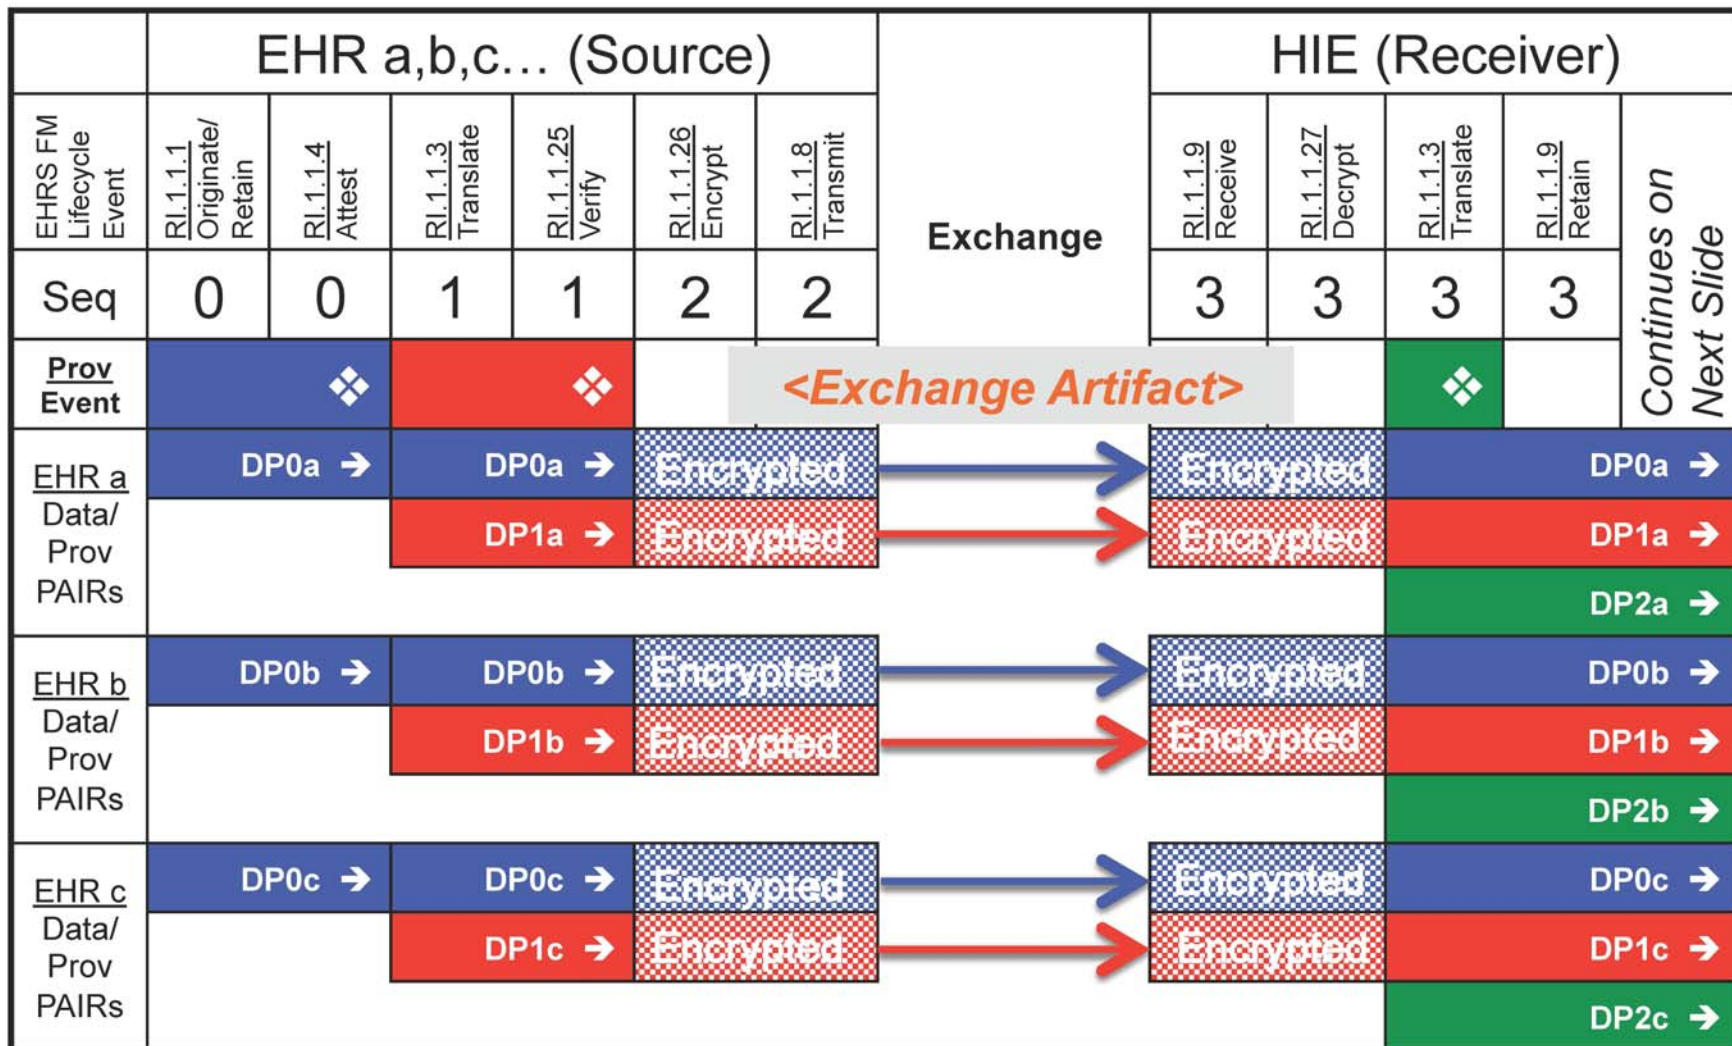 EHR a,b,c... (Source)
HIE (Receiver)
EHRS FM
Lifecycle
Event
RI.1.1.1
Originate/
Retain
RI.1.1.4
Attest
RI.1.1.3
Translate
RI.1.1.25
Verify
RI.1.1.26
Encrypt
RI.1.1.8
Transmit
Exchange
RI.1.1.9
Receive
RI.1.1.27
Decrypt
RI.1.1.3
Translate
RI.1.1.9
Retain
Continues on
Next Slide
Seq
0
0
1
1
2
2
3
3
3
3
Prov
Event
❖
❖
<Exchange Artifact>
❖
EHR a
Data/
Prov
PAIRs
DP0a ➔
DP0a ➔
Encrypted
Encrypted
DP0a ➔
DP1a ➔
Encrypted
Encrypted
DP1a ➔
DP2a ➔
EHR b
Data/
Prov
PAIRs
DP0b ➔
DP0b ➔
Encrypted
Encrypted
DP0b ➔
DP1b ➔
Encrypted
Encrypted
DP1b ➔
DP2b ➔
EHR c
Data/
Prov
PAIRs
DP0c ➔
DP0c ➔
Encrypted
Encrypted
DP0c ➔
DP1c ➔
Encrypted
Encrypted
DP1c ➔
DP2c ➔